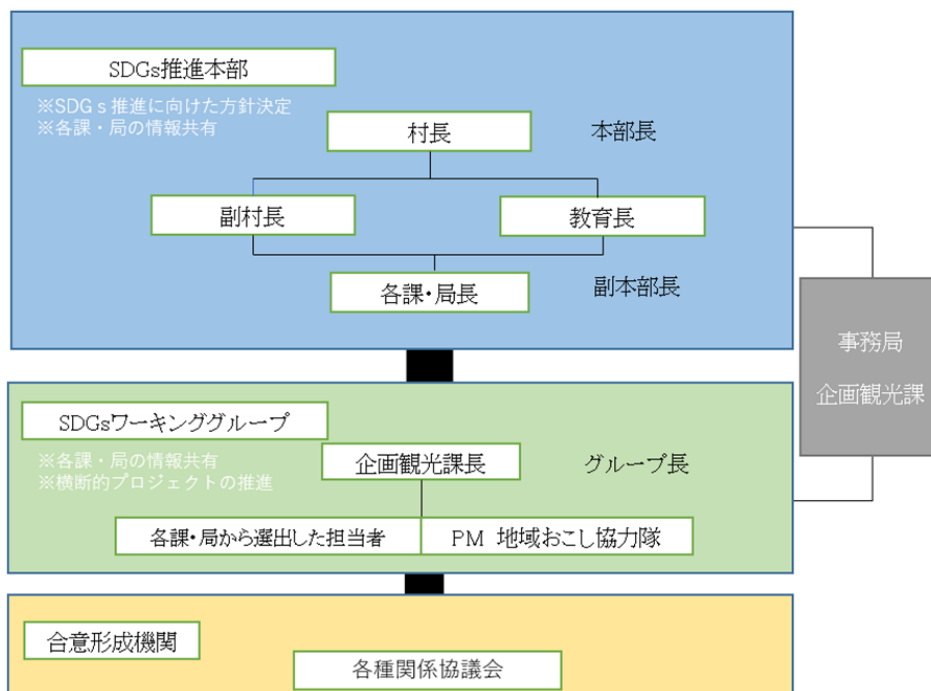 SDGs推進本部
※SDGs推進に向けた方針決定
※各課・局の情報共有
村長
本部長
副村長
教育長
各課・局長
副本部長
事務局
企画観光課
SDGsワーキンググループ
※各課・局の情報共有
※横断的プロジェクトの推進
企画観光課長
グループ長
各課・局から選出した担当者
PM 地域おこし協力隊
合意形成機関
各種関係協議会